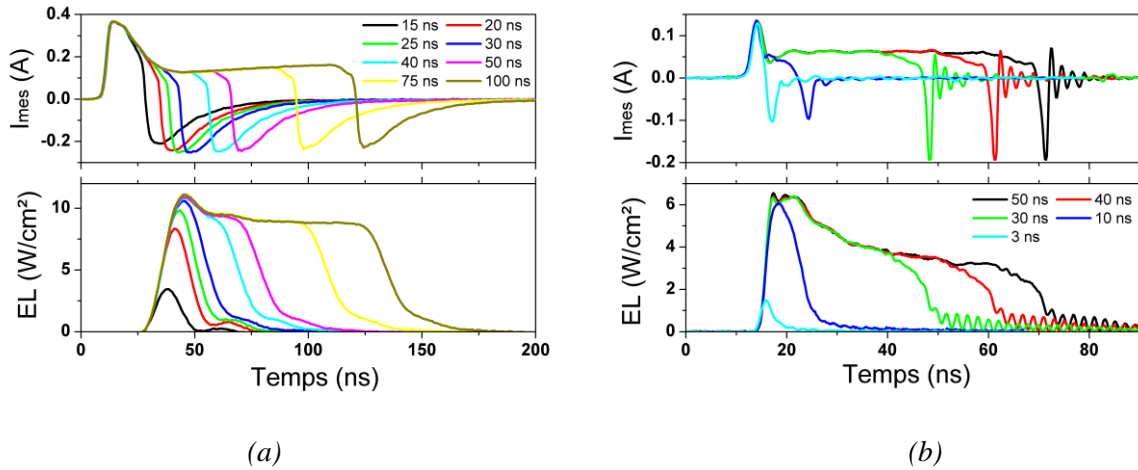 0.4
0.2
0.0
-0.2
I mes (A)
15 ns 20 ns
25 ns 30 ns
40 ns 50 ns
75 ns 100 ns
10
5
0
EL (W/cm²)
0 50 100 150 200
Temps (ns)
(a)
0.1
0.0
-0.1
-0.2
I mes (A)
6
4
2
0
EL (W/cm²)
50 ns 40 ns
30 ns 10 ns
3 ns
0 20 40 60 80
Temps (ns)
(b)